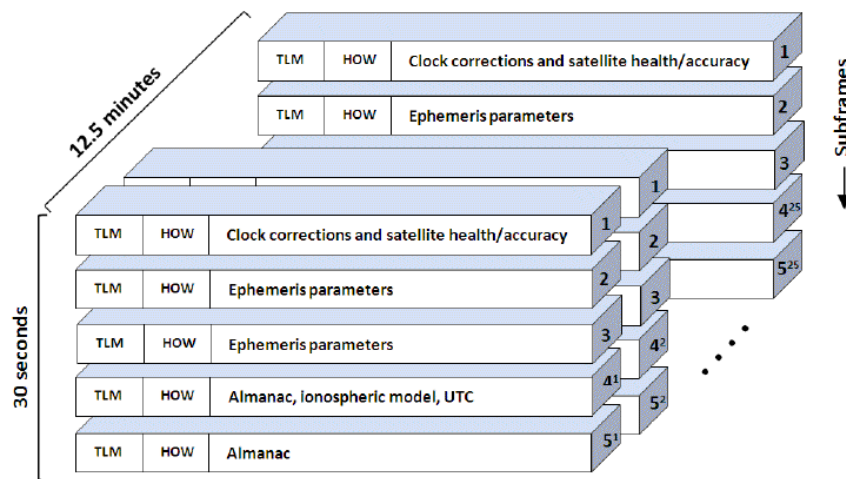 12.5 minutes
TLM HOW Clock corrections and satellite health/accuracy 1
TLM HOW Ephemeris parameters 2
3
4²⁵
5²⁵
Subframes
1
2
3
4²
5²
30 seconds
TLM HOW Clock corrections and satellite health/accuracy 1
TLM HOW Ephemeris parameters 2
TLM HOW Ephemeris parameters 3
TLM HOW Almanac, ionospheric model, UTC 4¹
TLM HOW Almanac 5¹